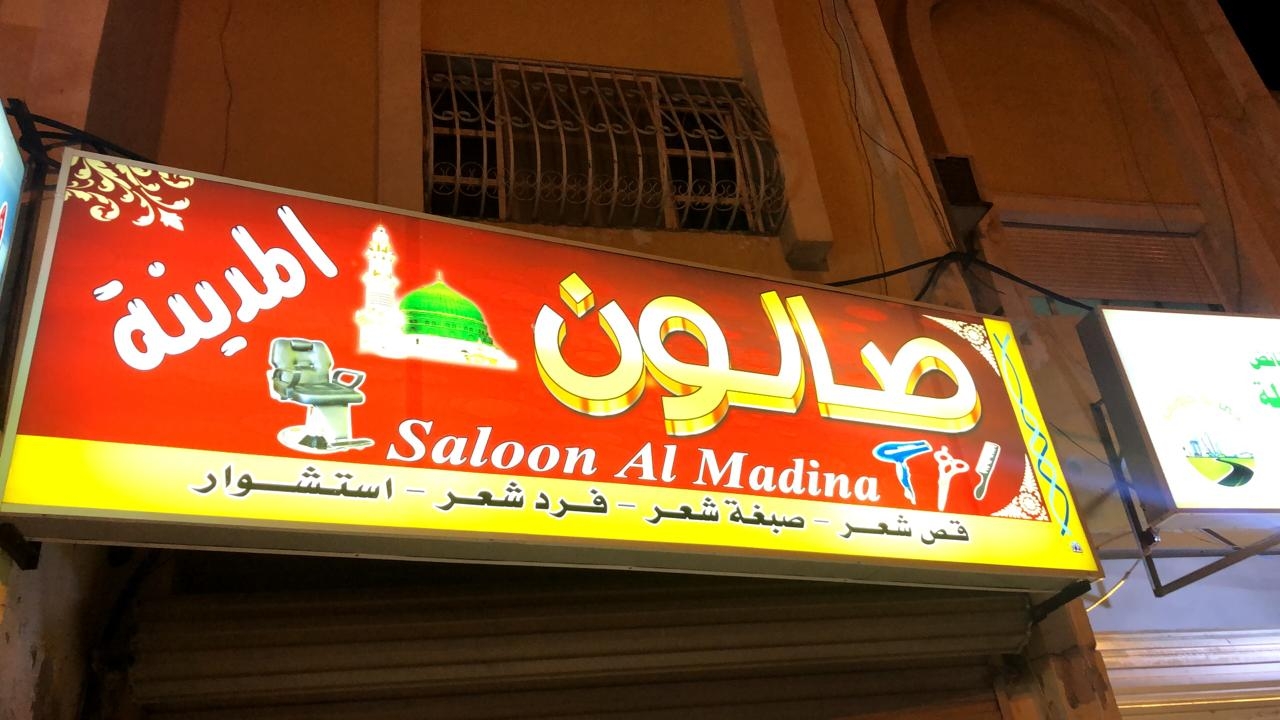 صالون المدينة
Saloon Al Madina
قص شعر - صبغة شعر - فرد شعر - استشوار